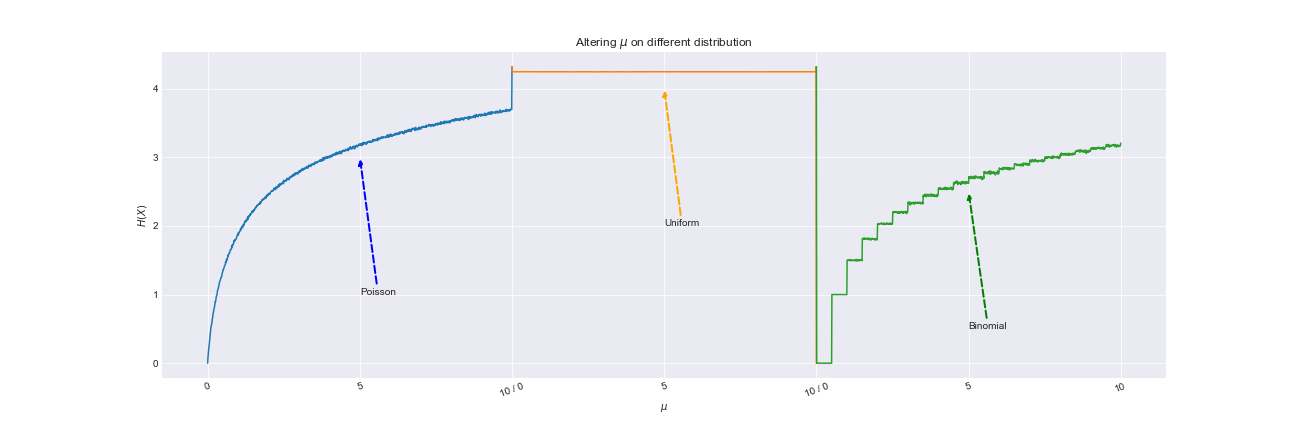 Altering μ on different distribution
H(X)
4
3
2
1
0
Poisson
Uniform
Binomial
0
5
10 / 0
5
10 / 0
5
10
μ